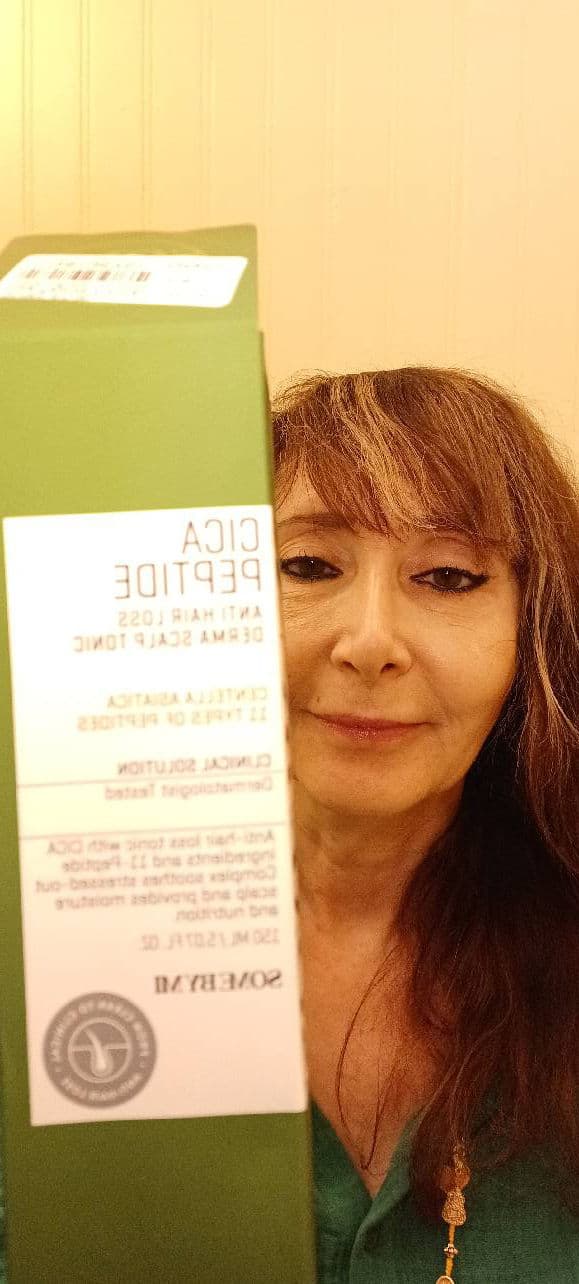 CICA
PEPTIDE
ANTI HAIR LOSS
DERMA SCALP TONIC
CENTELLA ASIATICA
11 TYPES OF PEPTIDES
CLINICAL SOLUTION
Dermatologist Tested
Anti-hair loss tonic with CICA
ingredients and 11-Peptide
Complex soothes stressed-out
scalp and provides moisture
and nutrition
150 ML / 5.07 FL. OZ.
SOMEBYMI